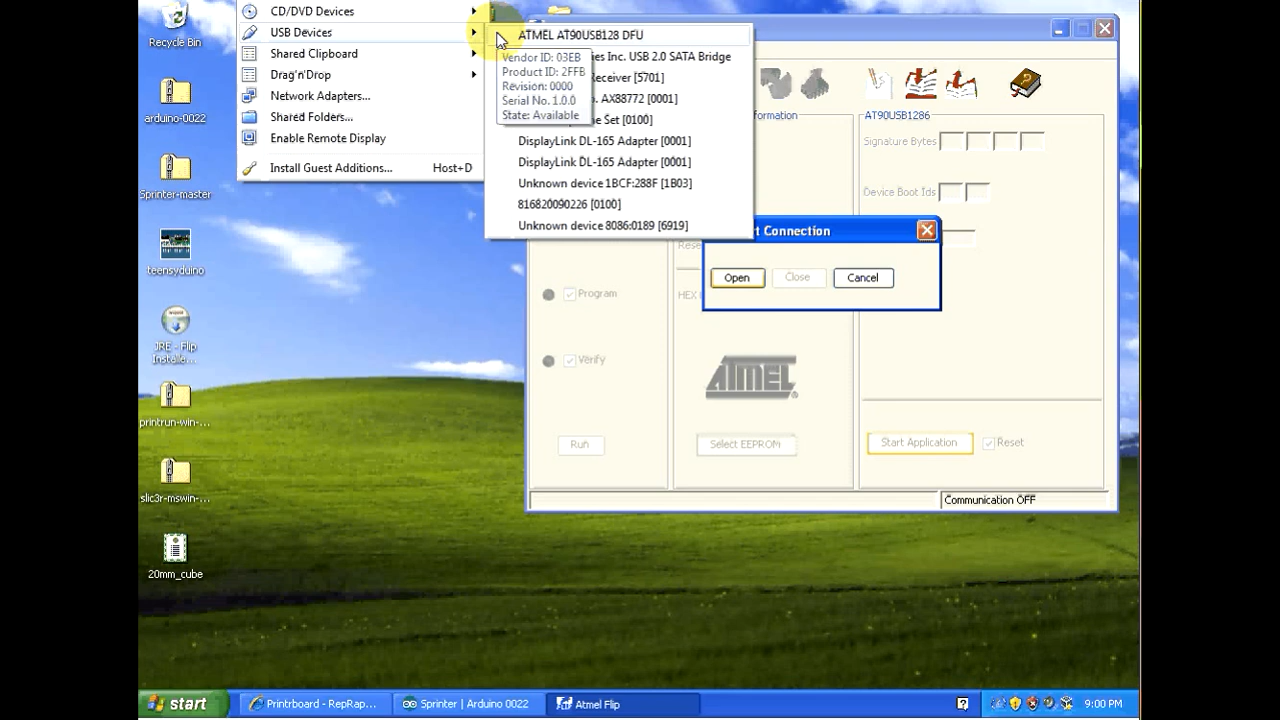 Recycle Bin
arduino-0022
Sprinter-master
teensyduino
JRE - Flip
Installe...
printrun-win-...
slic3r-mswin-...
20mm_cube
CD/DVD Devices
USB Devices
Shared Clipboard
Drag'n'Drop
Network Adapters...
Shared Folders...
Enable Remote Display
Install Guest Additions... Host+D
ATMEL AT90USB128 DFU
ies Inc. USB 2.0 SATA Bridge
Receiver [5701]
. AX88772 [0001]
e Set [0100]
DisplayLink DL-165 Adapter [0001]
DisplayLink DL-165 Adapter [0001]
Unknown device 1BCF:288F [1B03]
816820090226 [0100]
Unknown device 8086:0189 [6919]
Vendor ID: 03EB
Product ID: 2FFB
Revision: 0000
Serial No. 1.0.0
State: Available
ormation
AT90USB1286
Signature Bytes
Device Boot Ids
Rese
t Connection
Open
Close
Cancel
Program
HEX
Verify
ATMEL
Run
Select EEPROM
Start Application
Reset
Communication OFF
start
Printrboard - RepRap...
Sprinter | Arduino 0022
Atmel Flip
?
9:00 PM